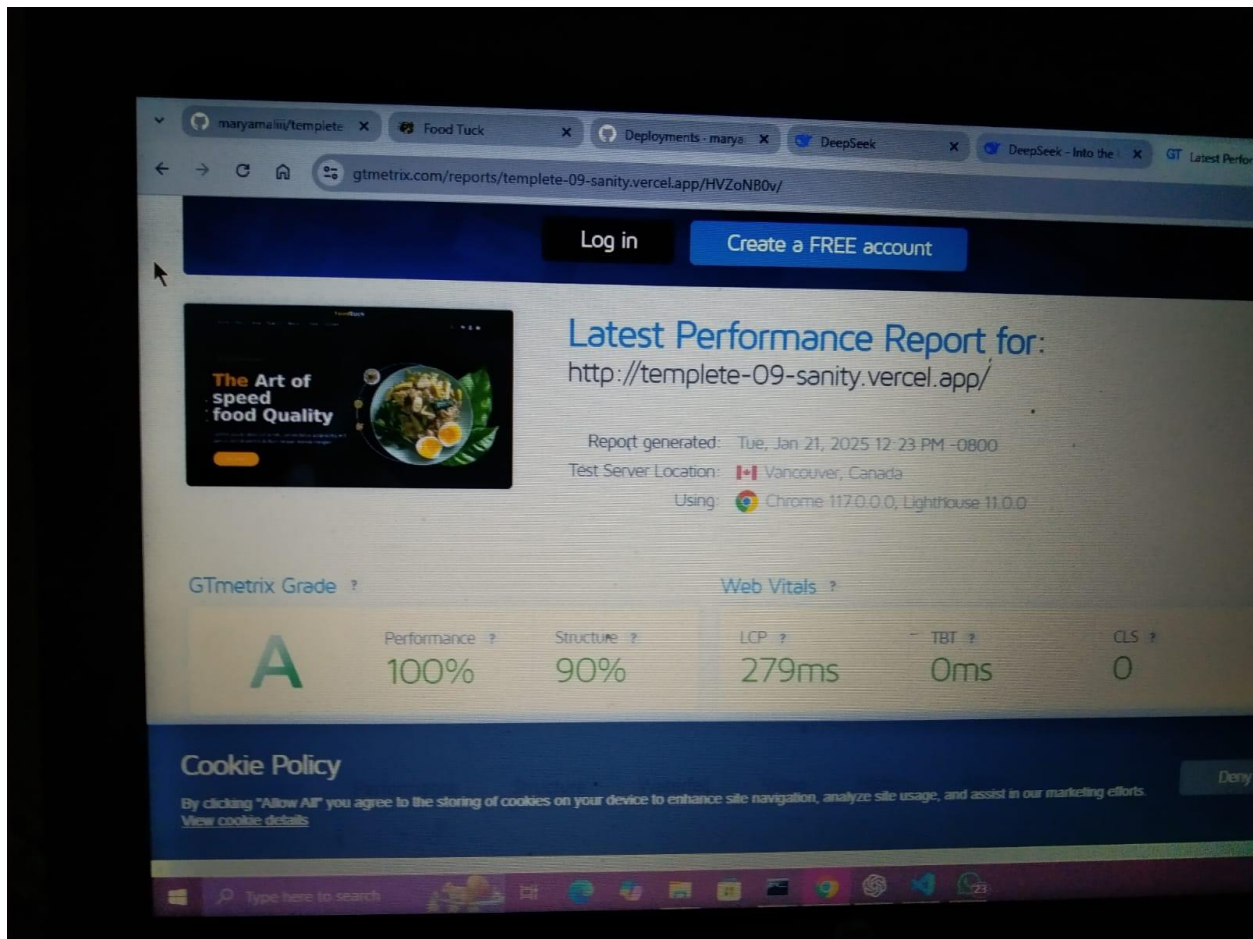 maryamaliii/templete
Food Tuck
Deployments - marya
DeepSeek
DeepSeek - Into the
GT Latest Perfor
gtmetrix.com/reports/templete-09-sanity.vercel.app/HVZoNB0v/
Log in
Create a FREE account
The Art of
speed
food Quality
Latest Performance Report for:
http://templete-09-sanity.vercel.app/
Report generated: Tue, Jan 21, 2025 12:23 PM -0800
Test Server Location: Vancouver, Canada
Using: Chrome 117.0.0.0, Lighthouse 11.0.0
GTmetrix Grade ?
Web Vitals ?
A
Performance ?
100%
Structure ?
90%
LCP ?
279ms
TBT ?
0ms
CLS ?
0
Cookie Policy
By clicking "Allow All" you agree to the storing of cookies on your device to enhance site navigation, analyze site usage, and assist in our marketing efforts.
View cookie details
Deny
Type here to search
23